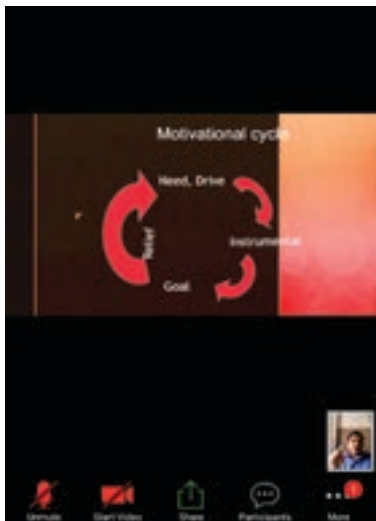 Motivational cycle
Need, Drive
Instrumental
Relief
Goal
Unmute
Start Video
Share
Participants
More